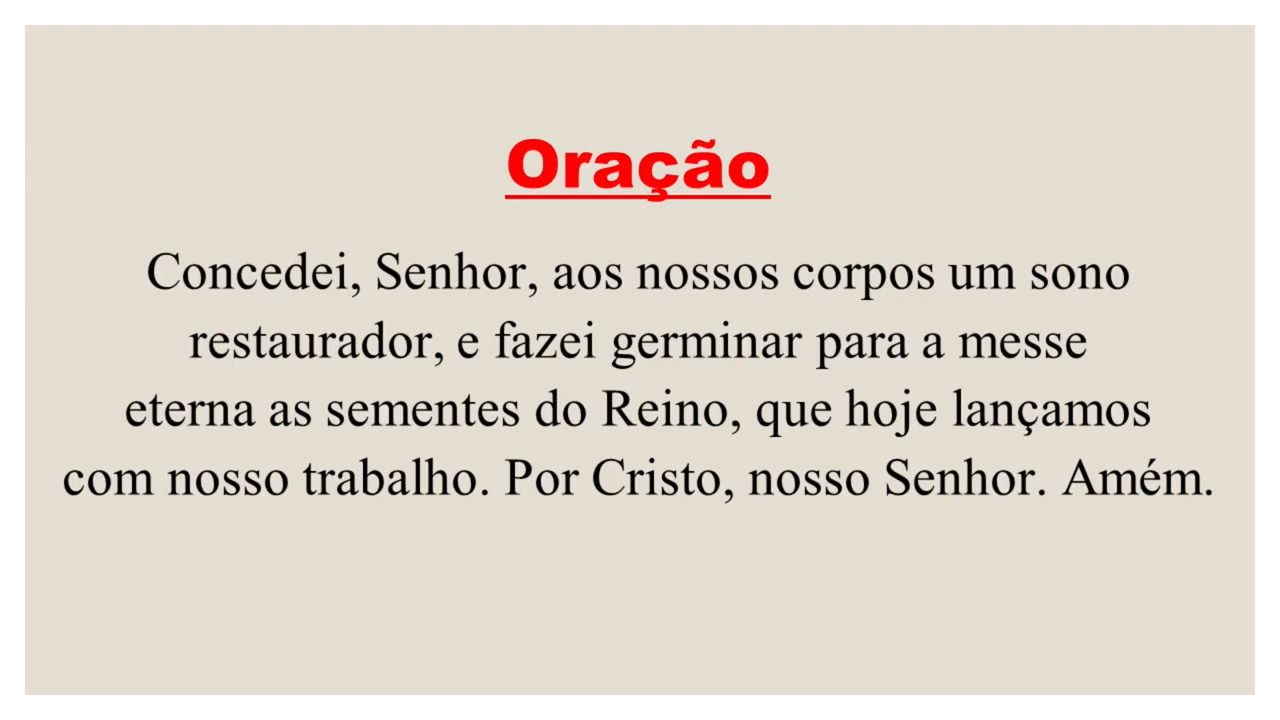 Oração
Concedei, Senhor, aos nossos corpos um sono
restaurador, e fazei germinar para a messe
eterna as sementes do Reino, que hoje lançamos
com nosso trabalho. Por Cristo, nosso Senhor. Amém.